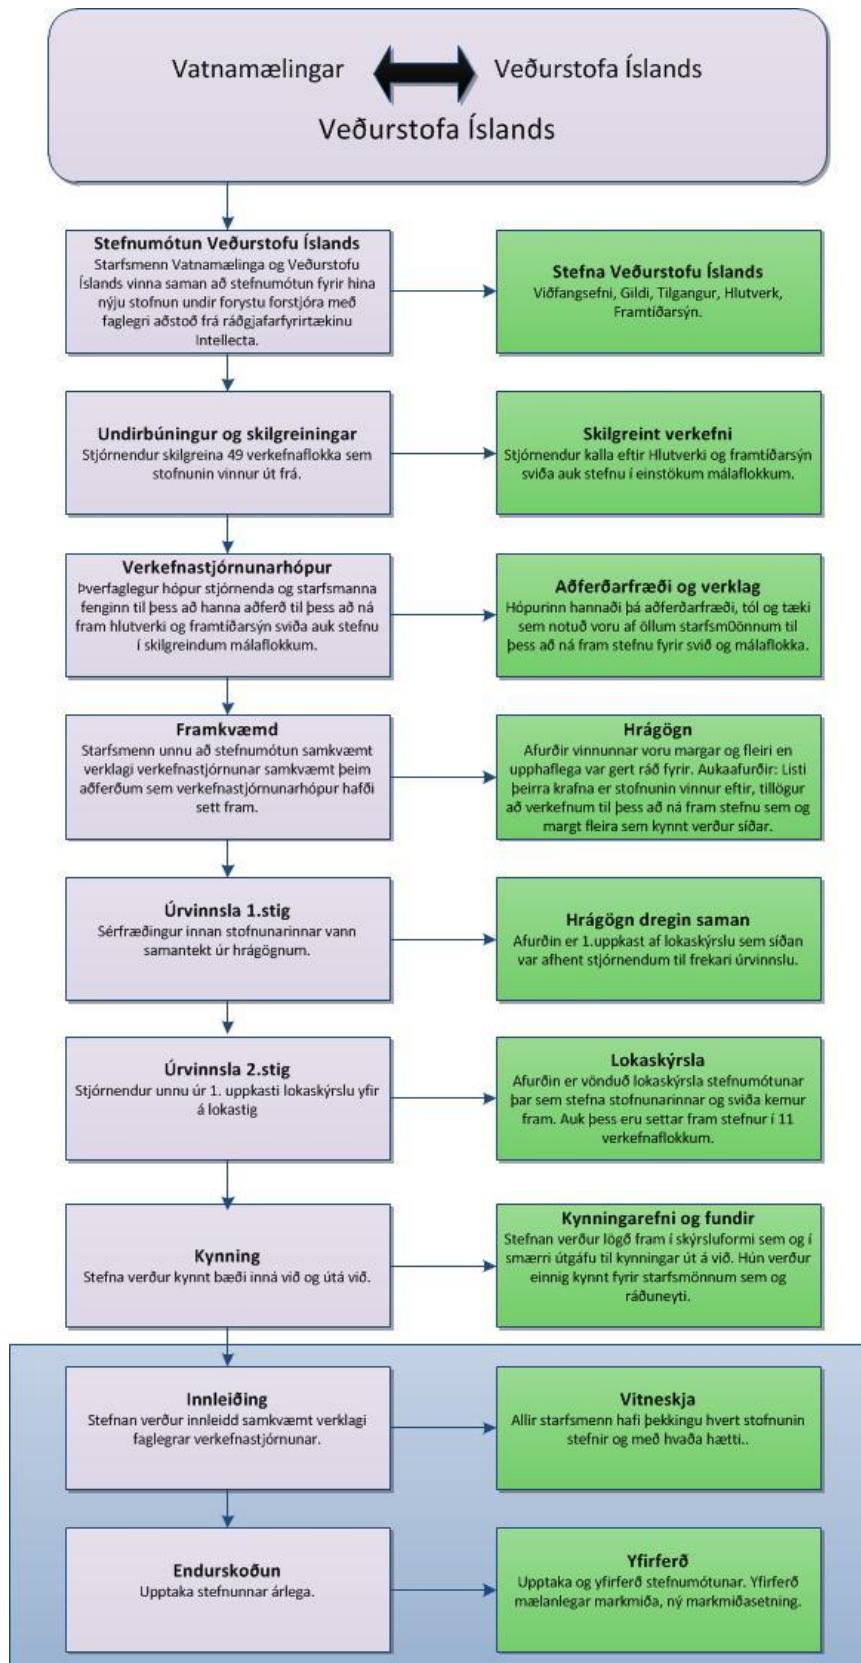 Vatnamælingar Veðurstofa Íslands
Veðurstofa Íslands
Stefnumótun Veðurstofu Íslands
Starfsmenn Vatnamælinga og Veðurstofu
Íslands vinna saman að stefnumótun fyrir hina
nýju stofnun undir forystu forstjóra með
faglegri aðstoð frá ráðgjafarfyrirtækinu
Intellecta.
Stefna Veðurstofu Íslands
Viðfangsefni, Gildi, Tilgangur, Hlutverk,
Framtíðarsýn.
Undirbúningur og skilgreiningar
Stjórnendur skilgreina 49 verkefnaflokka sem
stofnunin vinnur út frá.
Skilgreint verkefni
Stjórnendur kalla eftir Hlutverki og framtíðarsýn
sviða auk stefnu í einstökum málaflokkum.
Verkefnastjórnunarhópur
Þverfaglegur hópur stjórnenda og starfsmanna
fenginn til þess að hanna aðferð til þess að ná
fram hlutverki og framtíðarsýn sviða auk stefnu
í skilgreindum málaflokkum.
Aðferðarfræði og verklag
Hópurinn hannaði þá aðferðarfræði, tól og tæki
sem notuð voru af öllum starfsm0önnum til
þess að ná fram stefnu fyrir svið og málaflokka.
Framkvæmd
Starfsmenn unnu að stefnumótun samkvæmt
verklagi verkefnastjórnunar samkvæmt þeim
aðferðum sem verkefnastjórnunarhópur hafði
sett fram.
Hrágögn
Afurðir vinnunnar voru margar og fleiri en
upphaflega var gert ráð fyrir. Aukaafurðir: Listi
þeirra krafna er stofnunin vinnur eftir, tillögur
að verkefnum til þess að ná fram stefnu sem og
margt fleira sem kynnt verður síðar.
Úrvinnsla 1.stig
Sérfræðingur innan stofnunarinnar vann
samantekt úr hrágögnum.
Hrágögn dregin saman
Afurðin er 1.uppkast af lokaskýrslu sem síðan
var afhent stjórnendum til frekari úrvinnslu.
Úrvinnsla 2.stig
Stjórnendur unnu úr 1. uppkasti lokaskýrslu yfir
á lokastig
Lokaskýrsla
Afurðin er vönduð lokaskýrsla stefnumótunar
þar sem stefna stofnunarinnar og sviða kemur
fram. Auk þess eru settar fram stefnur í 11
verkefnaflokkum.
Kynning
Stefna verður kynnt bæði inná við og útá við.
Kynningarefni og fundir
Stefnan verður lögð fram í skýrsluformi sem og í
smærri útgáfu til kynningar út á við. Hún verður
einnig kynnt fyrir starfsmönnum sem og
ráðuneyti.
Innleiðing
Stefnan verður innleidd samkvæmt verklagi
faglegrar verkefnastjórnunar.
Vitneskja
Allir starfsmenn hafi þekkingu hvert stofnunin
stefnir og með hvaða hætti..
Endurskoðun
Upptaka stefnunnar árlega.
Yfirferð
Upptaka og yfirferð stefnumótunar. Yfirferð
mælanlegar markmiða, ný markmiðasetning.